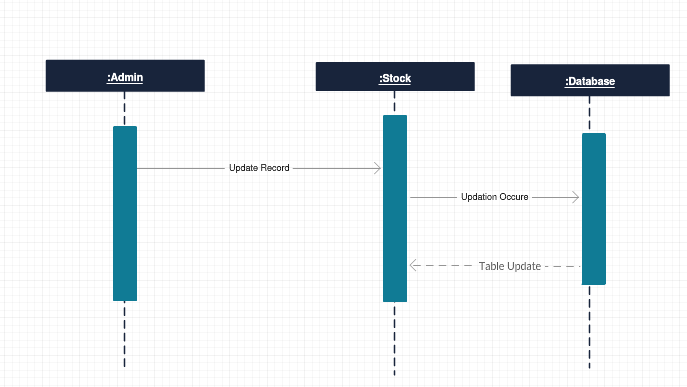 :Admin
:Stock
:Database
Update Record
Updation Occure
Table Update